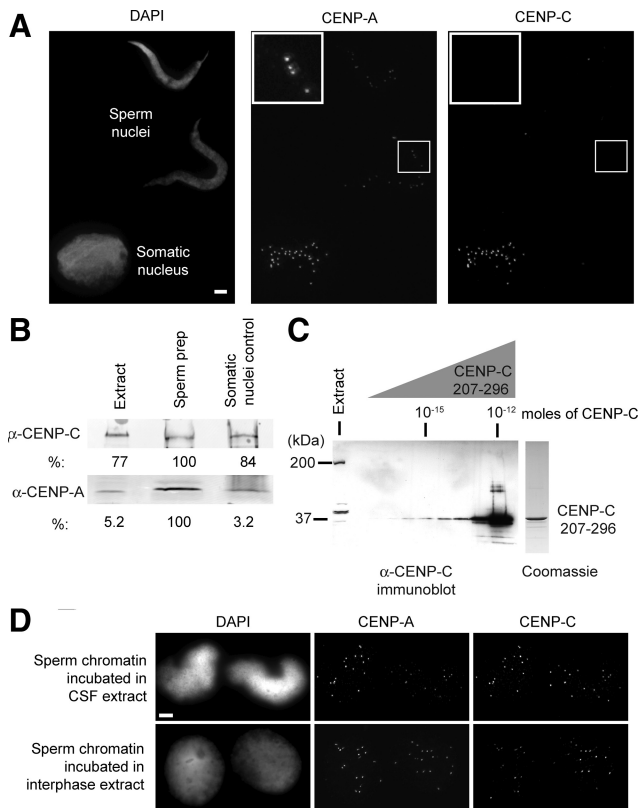 A
DAPI
CENP-A
CENP-C
Sperm
nuclei
Somatic
nucleus
B
Extract
Sperm prep
Somatic
nuclei control
α-CENP-C
%:
77
100
84
α-CENP-A
%:
5.2
100
3.2
C
Extract
CENP-C
207-296
10-15
10-12
moles of CENP-C
(kDa)
200
37
CENP-C
207-296
α-CENP-C
immunoblot
Coomassie
D
DAPI
CENP-A
CENP-C
Sperm chromatin
incubated in
CSF extract
Sperm chromatin
incubated in
interphase extract